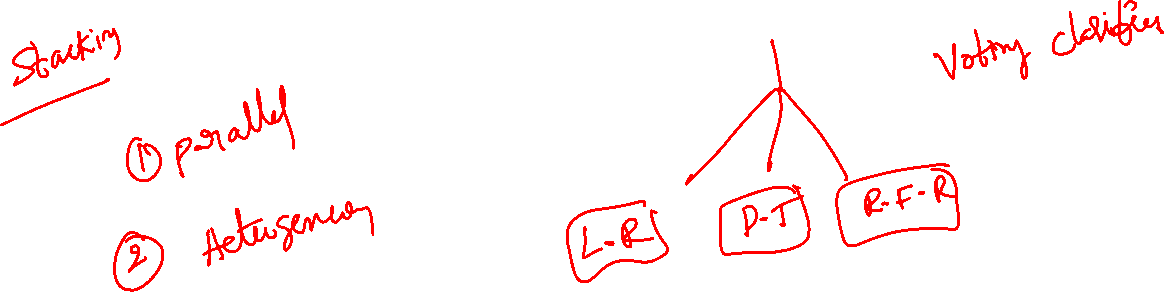 Stacking
Voting classifier
① parallel
② Heterogeneous
L-R
D-T
R-F-R